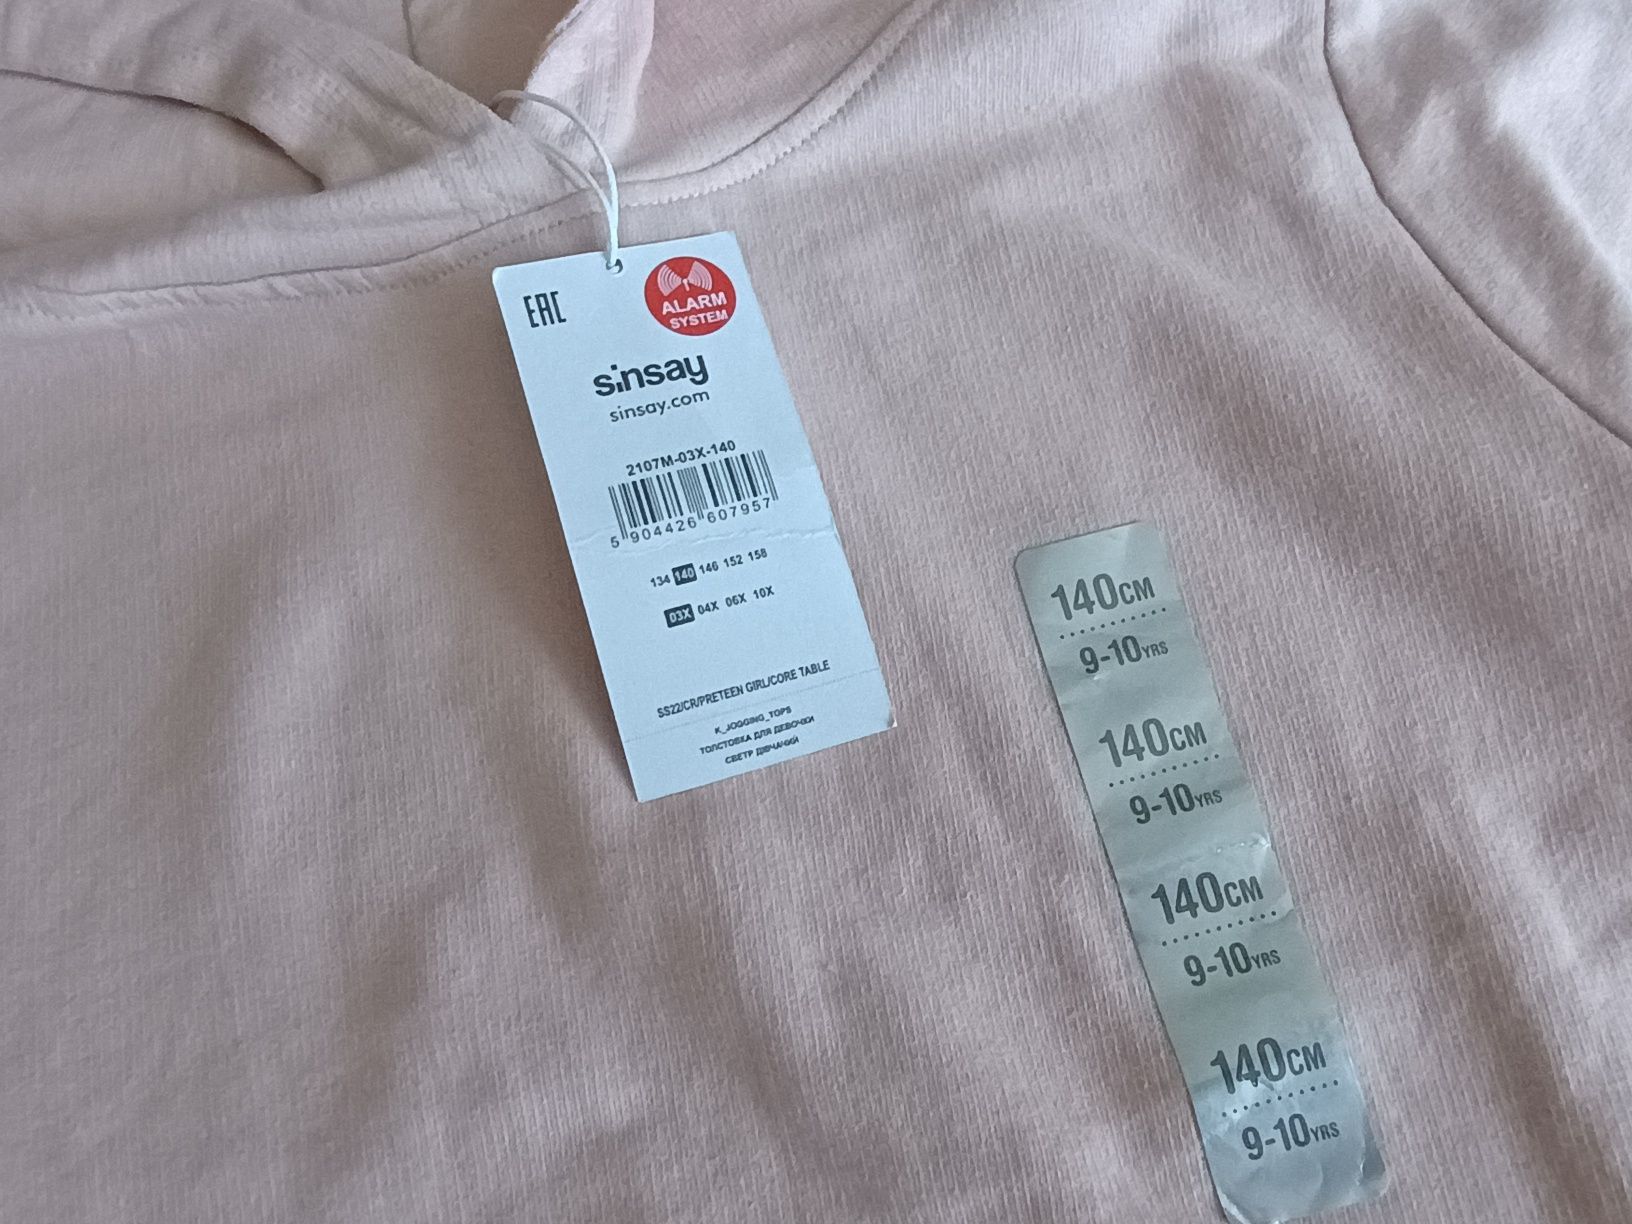 EAC
ALARM
SYSTEM
sinsay
sinsay.com
2107M-03X-140
5 904426 607957
134 140 146 152 158
03X 04X 06X 10X
SS22/CR/PRETEEN GIRL/CORE TABLE
K_JOGGING_TOPS
ТОЛСТОВКА ДЛЯ ДЕВОЧКИ
СВЕТР ДІВЧАЧИЙ
140CM
9-10YRS
140CM
9-10YRS
140CM
9-10YRS
140CM
9-10YRS